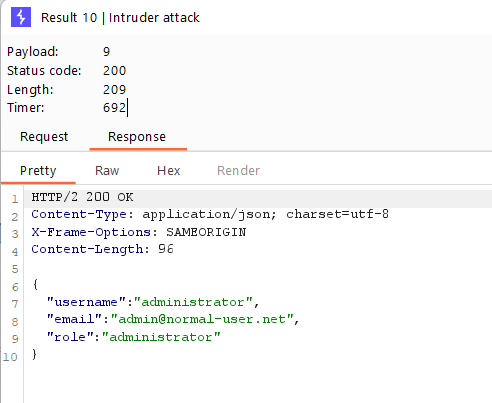 Result 10 | Intruder attack
Payload: 9
Status code: 200
Length: 209
Timer: 692
Request Response
Pretty Raw Hex Render
1 HTTP/2 200 OK
2 Content-Type: application/json; charset=utf-8
3 X-Frame-Options: SAMEORIGIN
4 Content-Length: 96
5
6 {
7 "username":"administrator",
8 "email":"admin@normal-user.net",
9 "role":"administrator"
10 }